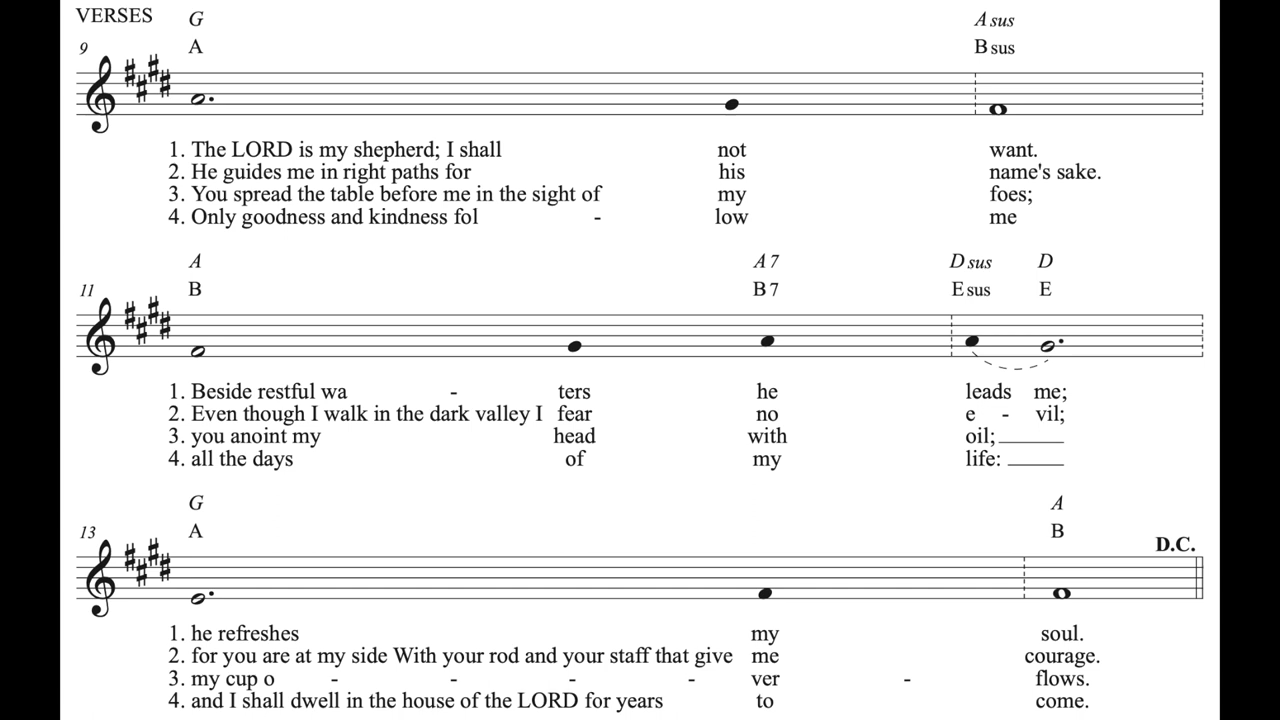 VERSES G A sus
9 A B sus
1. The LORD is my shepherd; I shall not want.
2. He guides me in right paths for his name's sake.
3. You spread the table before me in the sight of my foes;
4. Only goodness and kindness fol - low me
A A 7 D sus D
11 B B 7 E sus E
1. Beside restful wa - ters he leads me;
2. Even though I walk in the dark valley I fear no e - vil;
3. you anoint my head with oil;
4. all the days of my life:
G A
13 A B D.C.
1. he refreshes my soul.
2. for you are at my side With your rod and your staff that give me courage.
3. my cup o - - - - ver - flows.
4. and I shall dwell in the house of the LORD for years to come.